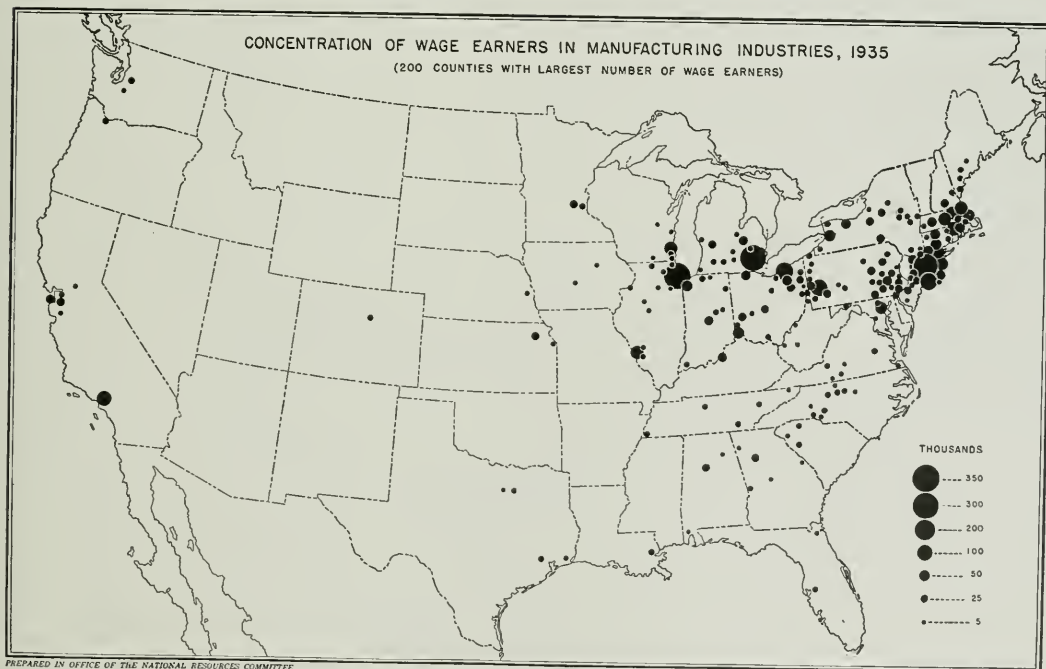 CONCENTRATION OF WAGE EARNERS IN MANUFACTURING INDUSTRIES, 1935
(200 COUNTIES WITH LARGEST NUMBER OF WAGE EARNERS)
THOUSANDS
350
300
200
100
50
25
5
PREPARED IN OFFICE OF THE NATIONAL RESOURCES COMMITTEE